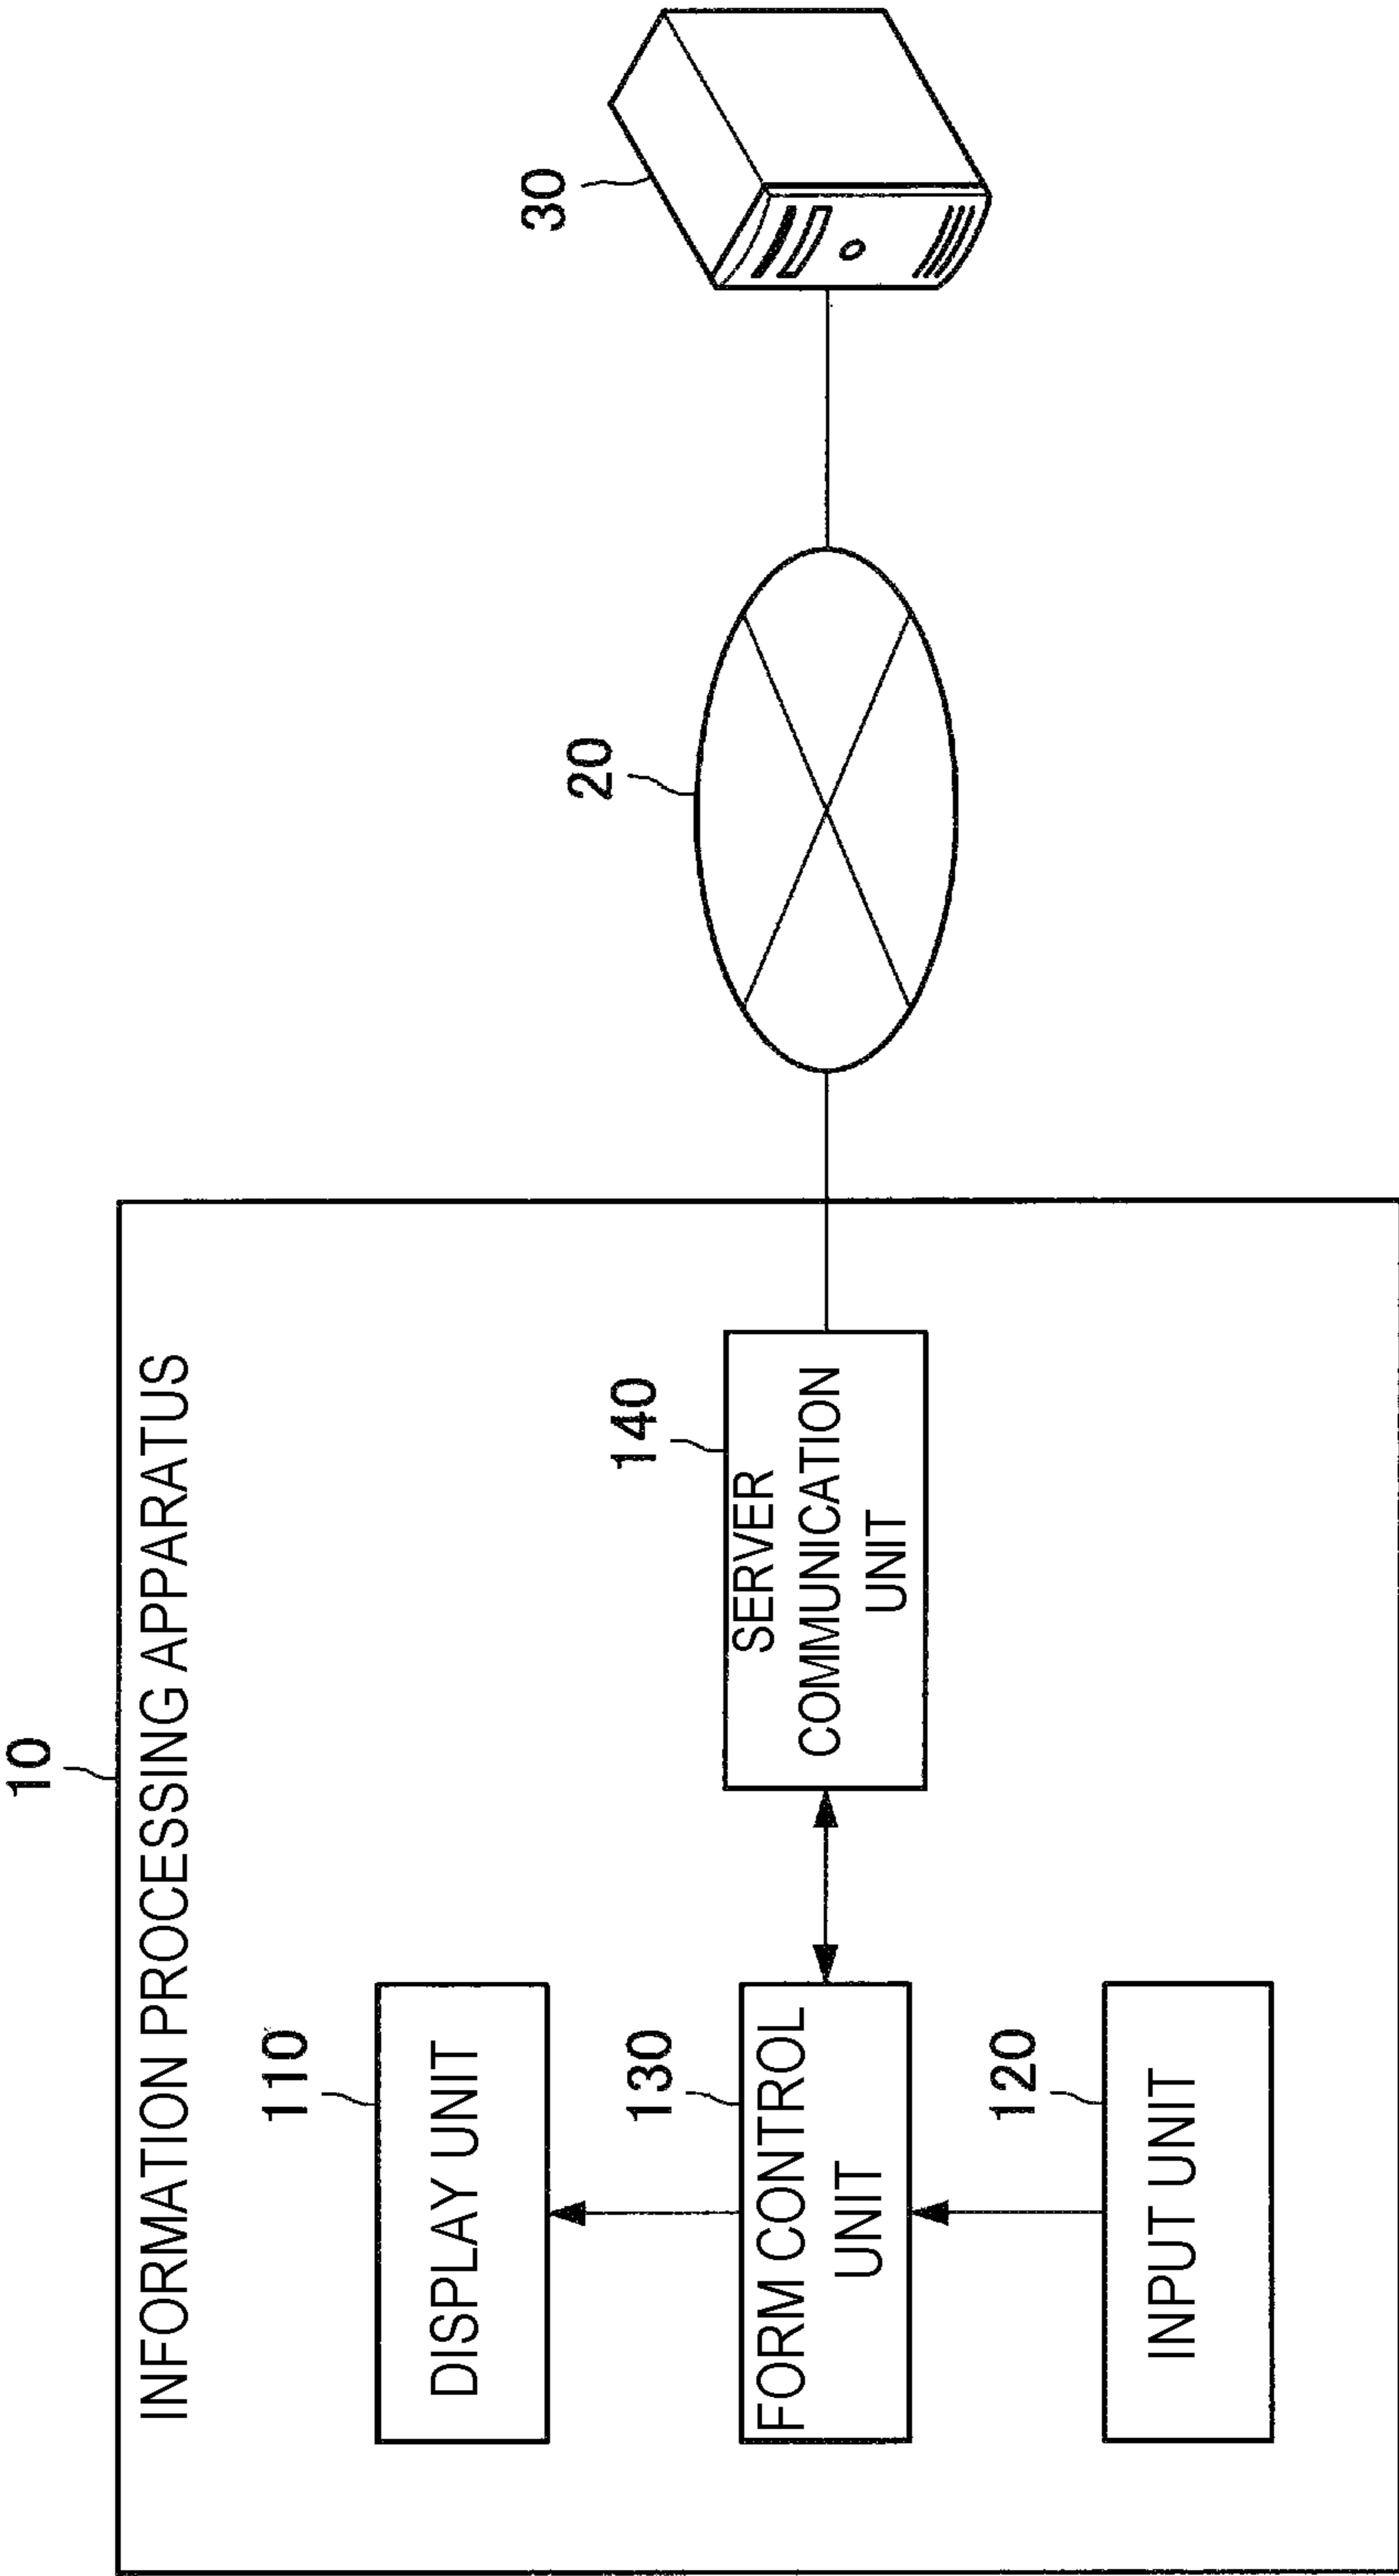 10
INFORMATION PROCESSING APPARATUS
110
DISPLAY UNIT
130
FORM CONTROL
UNIT
120
INPUT UNIT
140
SERVER
COMMUNICATION
UNIT
20
30